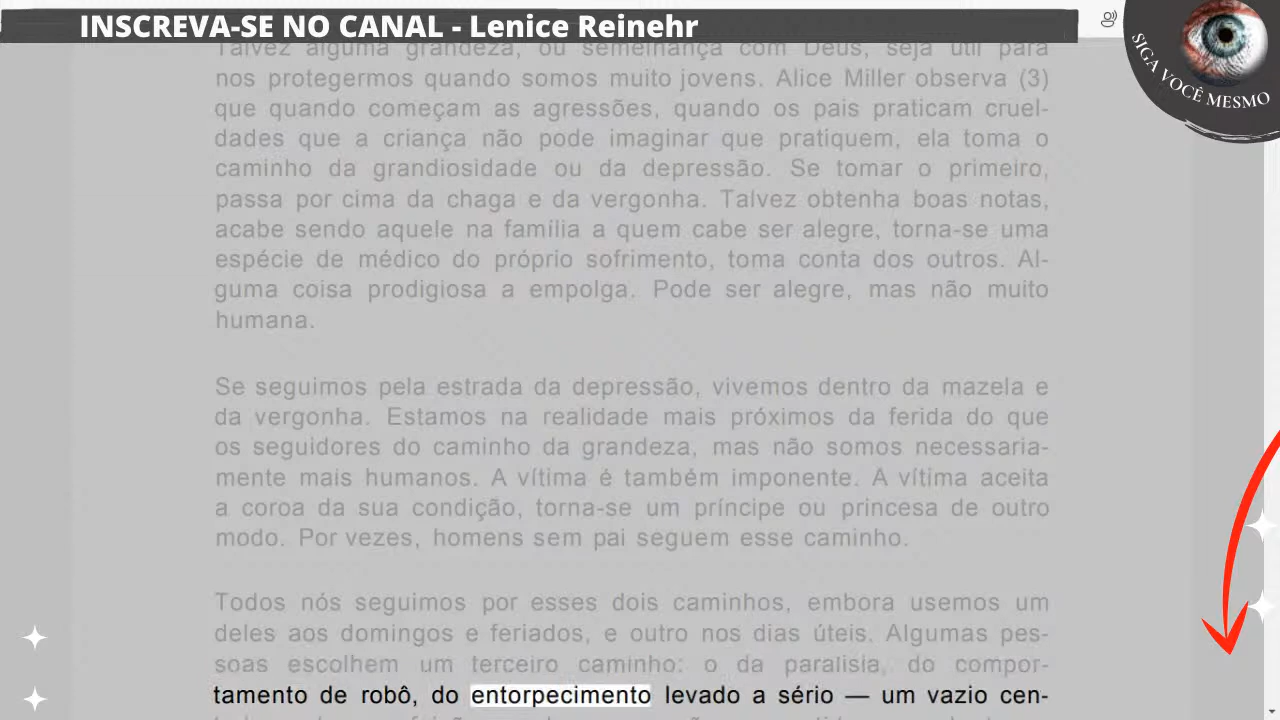 INSCREVA-SE NO CANAL - Lenice Reinehr
SIGA VOCÊ MESMO
Talvez alguma grandeza, ou semelhança com Deus, seja útil para
nos protegermos quando somos muito jovens. Alice Miller observa (3)
que quando começam as agressões, quando os pais praticam cruel-
dades que a criança não pode imaginar que pratiquem, ela toma o
caminho da grandiosidade ou da depressão. Se tomar o primeiro,
passa por cima da chaga e da vergonha. Talvez obtenha boas notas,
acabe sendo aquele na família a quem cabe ser alegre, torna-se uma
espécie de médico do próprio sofrimento, toma conta dos outros. Al-
guma coisa prodigiosa a empolga. Pode ser alegre, mas não muito
humana.
Se seguimos pela estrada da depressão, vivemos dentro da mazela e
da vergonha. Estamos na realidade mais próximos da ferida do que
os seguidores do caminho da grandeza, mas não somos necessaria-
mente mais humanos. A vítima é também imponente. A vítima aceita
a coroa da sua condição, torna-se um príncipe ou princesa de outro
modo. Por vezes, homens sem pai seguem esse caminho.
Todos nós seguimos por esses dois caminhos, embora usemos um
deles aos domingos e feriados, e outro nos dias úteis. Algumas pes-
soas escolhem um terceiro caminho: o da paralisia, do compor-
tamento de robô, do entorpecimento levado a sério — um vazio cen-